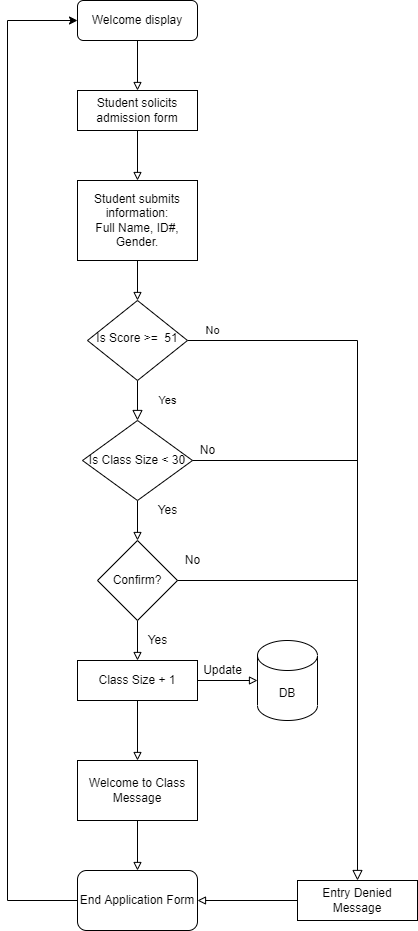 Welcome display
Student solicits
admission form
Student submits
information:
Full Name, ID#,
Gender.
Is Score >= 51
No
Yes
Is Class Size < 30
No
Yes
Confirm?
No
Yes
Class Size + 1
Update
DB
Welcome to Class
Message
End Application Form
Entry Denied
Message